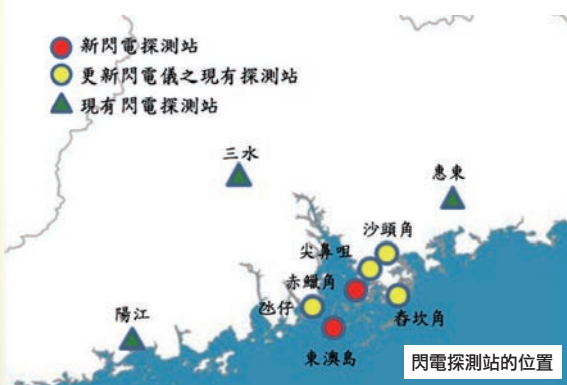 新閃電探測站
更新閃電儀之現有探測站
現有閃電探測站
三水
惠東
沙頭角
尖鼻咀
赤鱲角
氹仔
舂坎角
陽江
東澳島
閃電探測站的位置